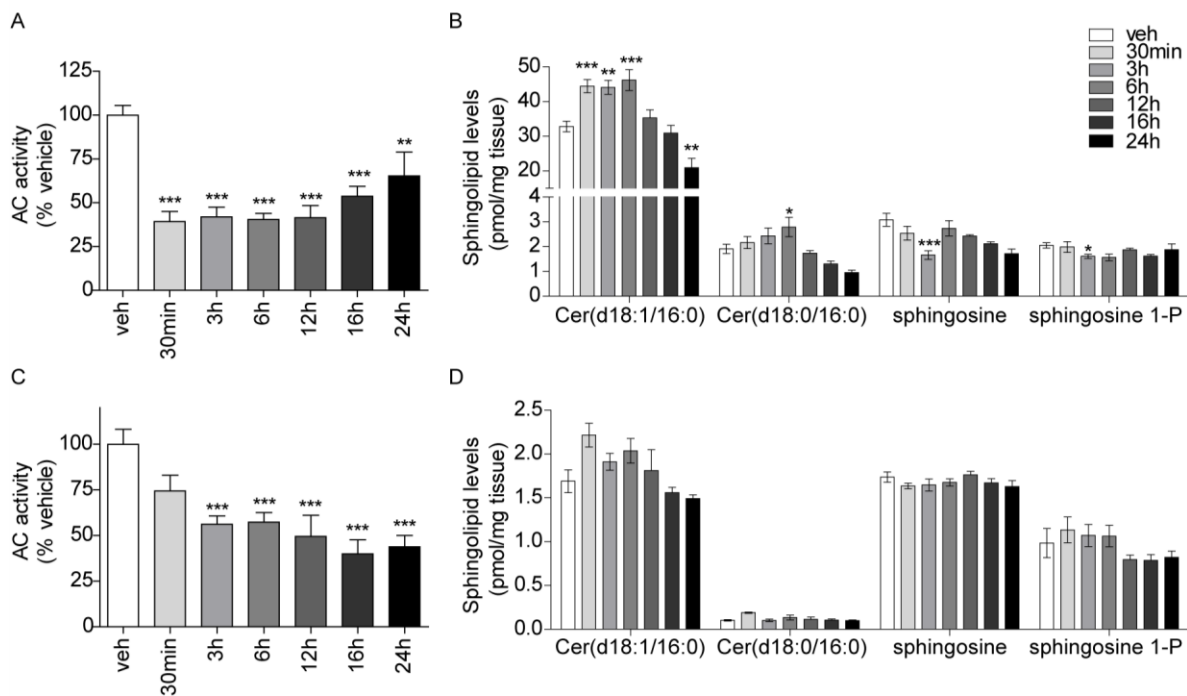 A
AC activity
(% vehicle)
125
100
75
50
25
0
***
***
***
***
***
**
veh
30min
3h
6h
12h
16h
24h
B
Sphingolipid levels
(pmol/mg tissue)
50
40
30
20
4
3
2
1
0
***
**
***
**
*
***
*
Cer(d18:1/16:0)
Cer(d18:0/16:0)
sphingosine
sphingosine 1-P
veh
30min
3h
6h
12h
16h
24h
C
AC activity
(% vehicle)
100
75
50
25
0
***
***
***
***
***
veh
30min
3h
6h
12h
16h
24h
D
Sphingolipid levels
(pmol/mg tissue)
2.5
2.0
1.5
1.0
0.5
0.0
Cer(d18:1/16:0)
Cer(d18:0/16:0)
sphingosine
sphingosine 1-P